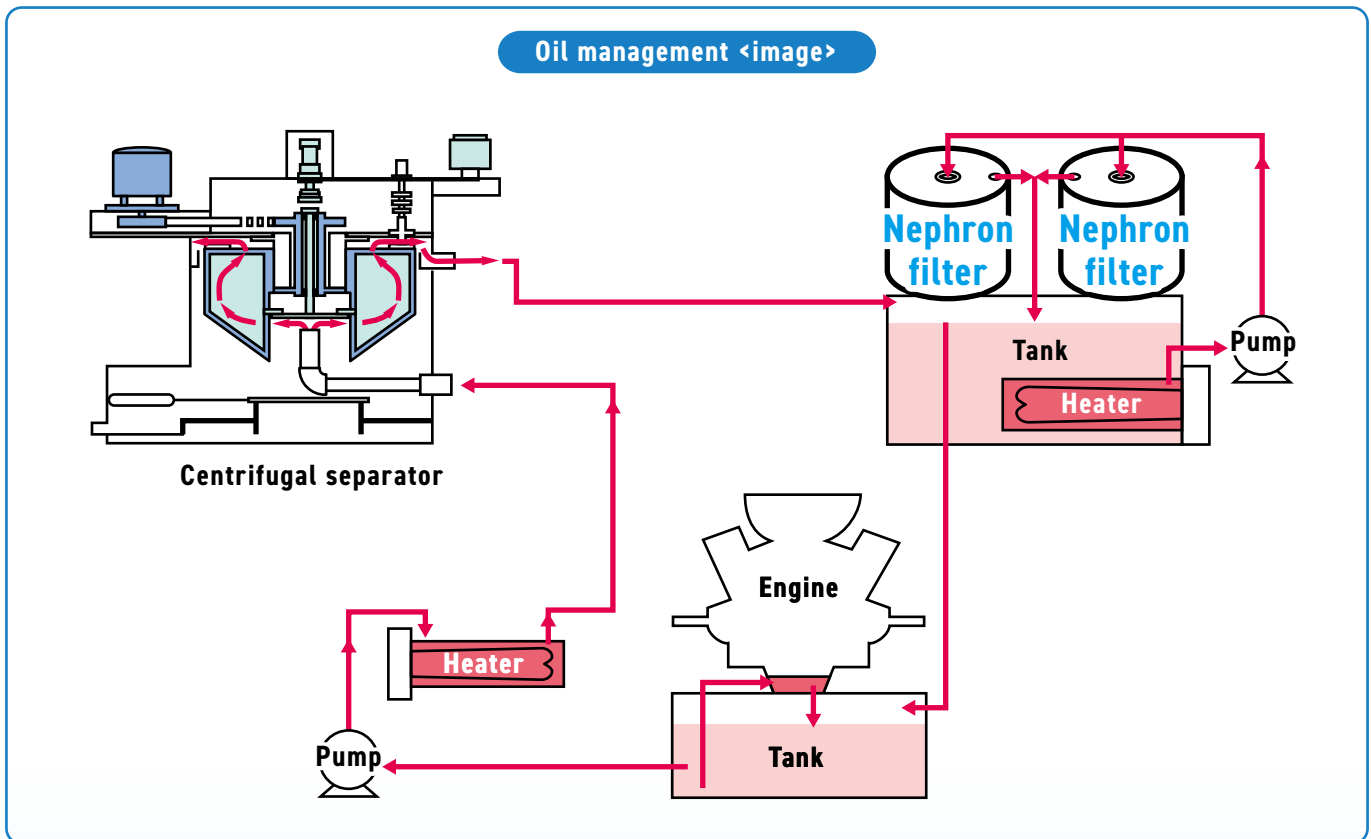 Oil management <image>
Nephron
filter
Nephron
filter
Pump
Tank
Heater
Centrifugal separator
Engine
Heater
Pump
Tank